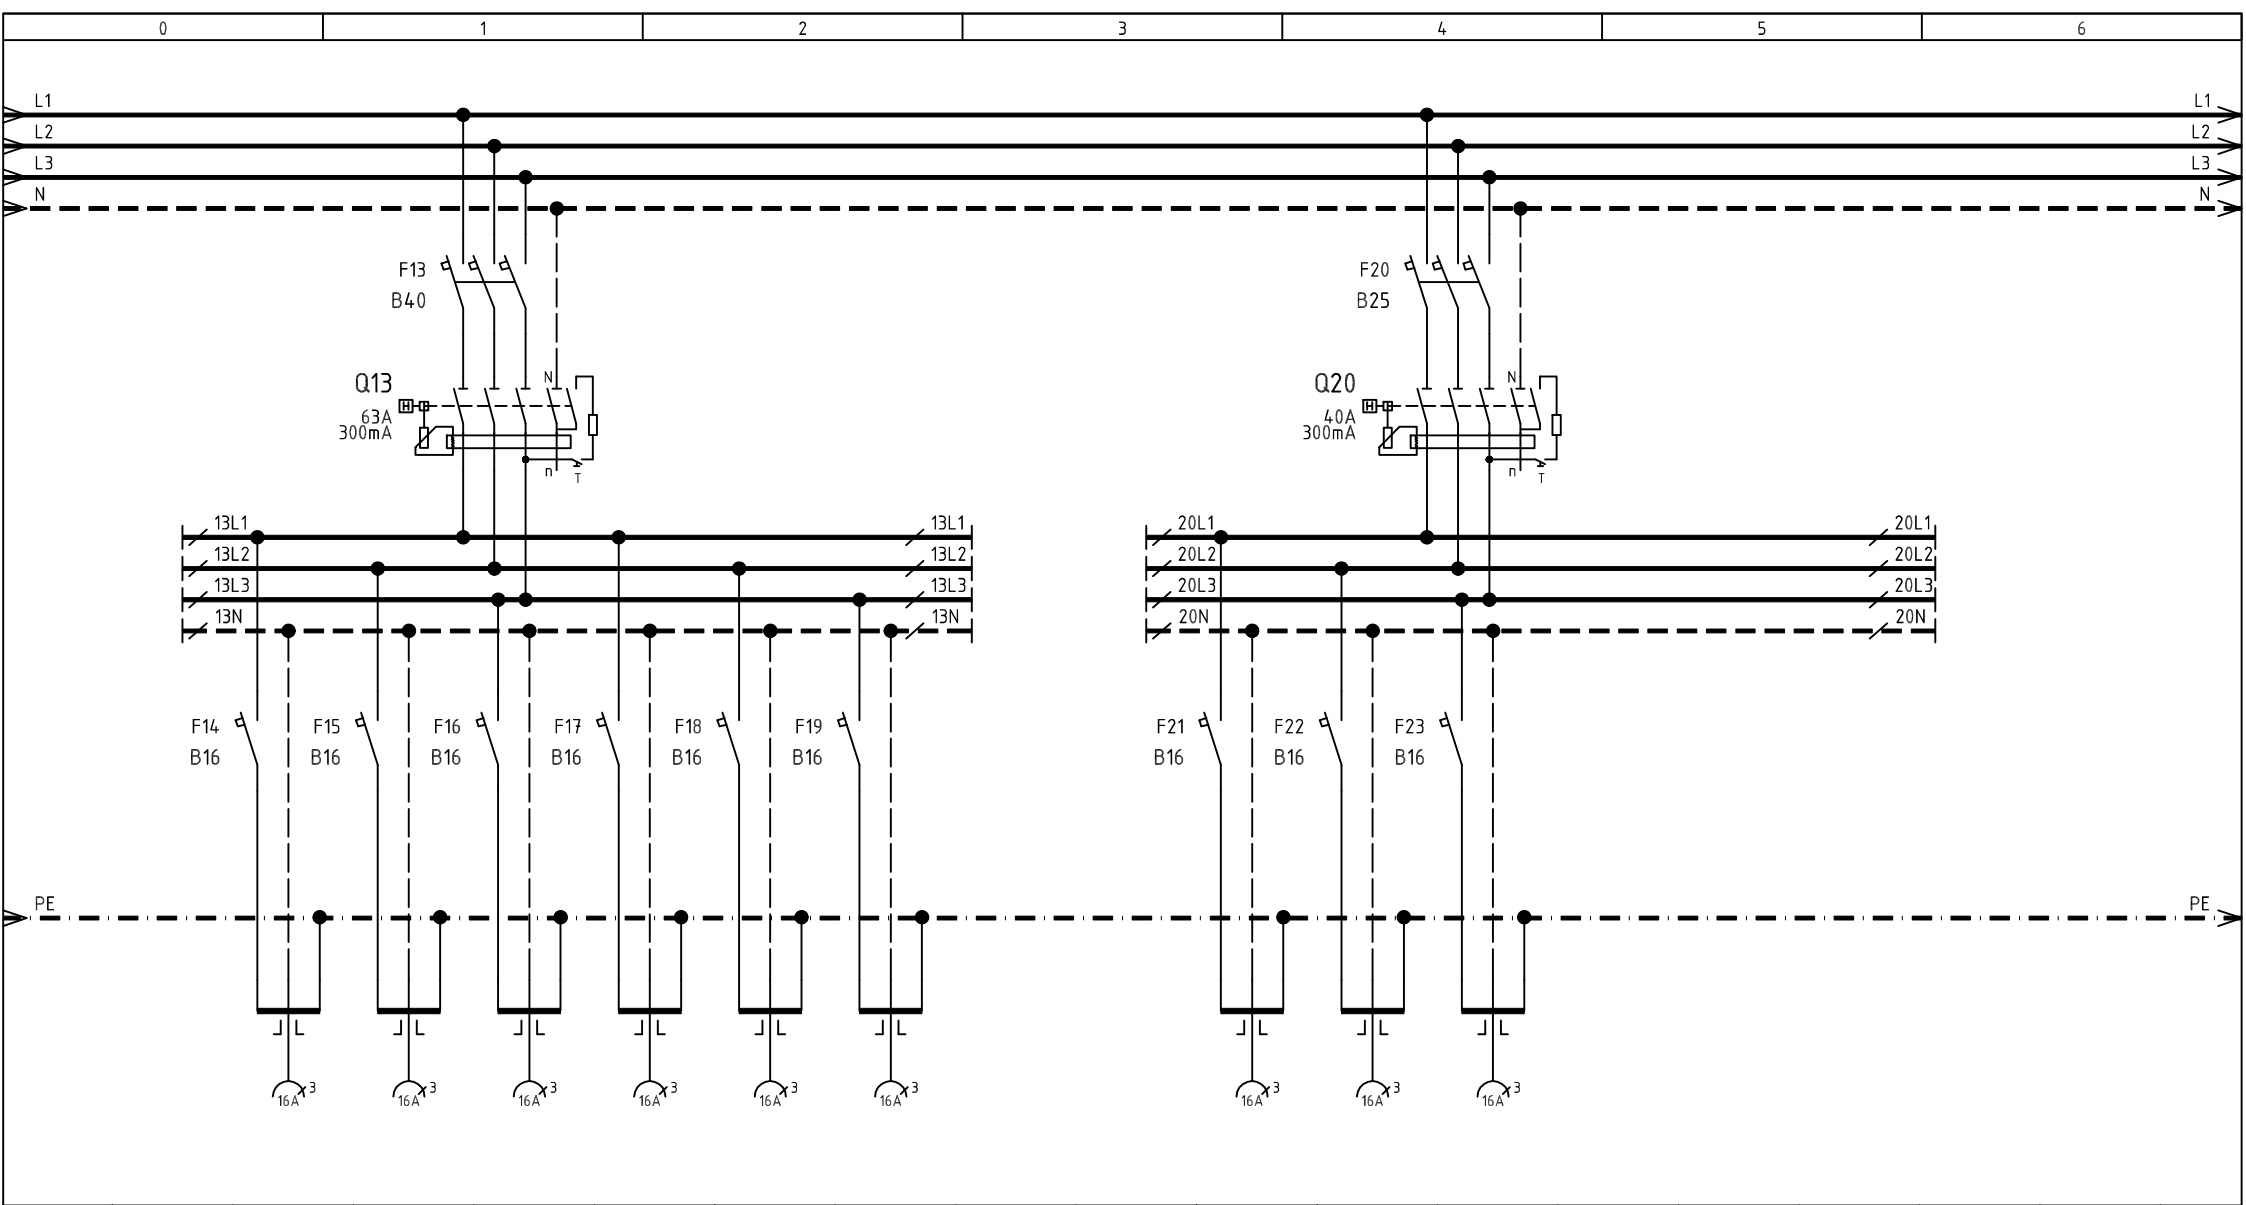 0 1 2 3 4 5 6
L1 L1
L2 L2
L3 L3
N N
F13 F20
B40 B25
N N
Q13 Q20
H H
63A 40A
300mA 300mA
n T n T
13L1 13L1 20L1 20L1
13L2 13L2 20L2 20L2
13L3 13L3 20L3 20L3
13N 13N 20N 20N
F14 F15 F16 F17 F18 F19 F21 F22 F23
B16 B16 B16 B16 B16 B16 B16 B16 B16
PE PE
3 3 3 3 3 3 3 3 3
16A 16A 16A 16A 16A 16A 16A 16A 16A